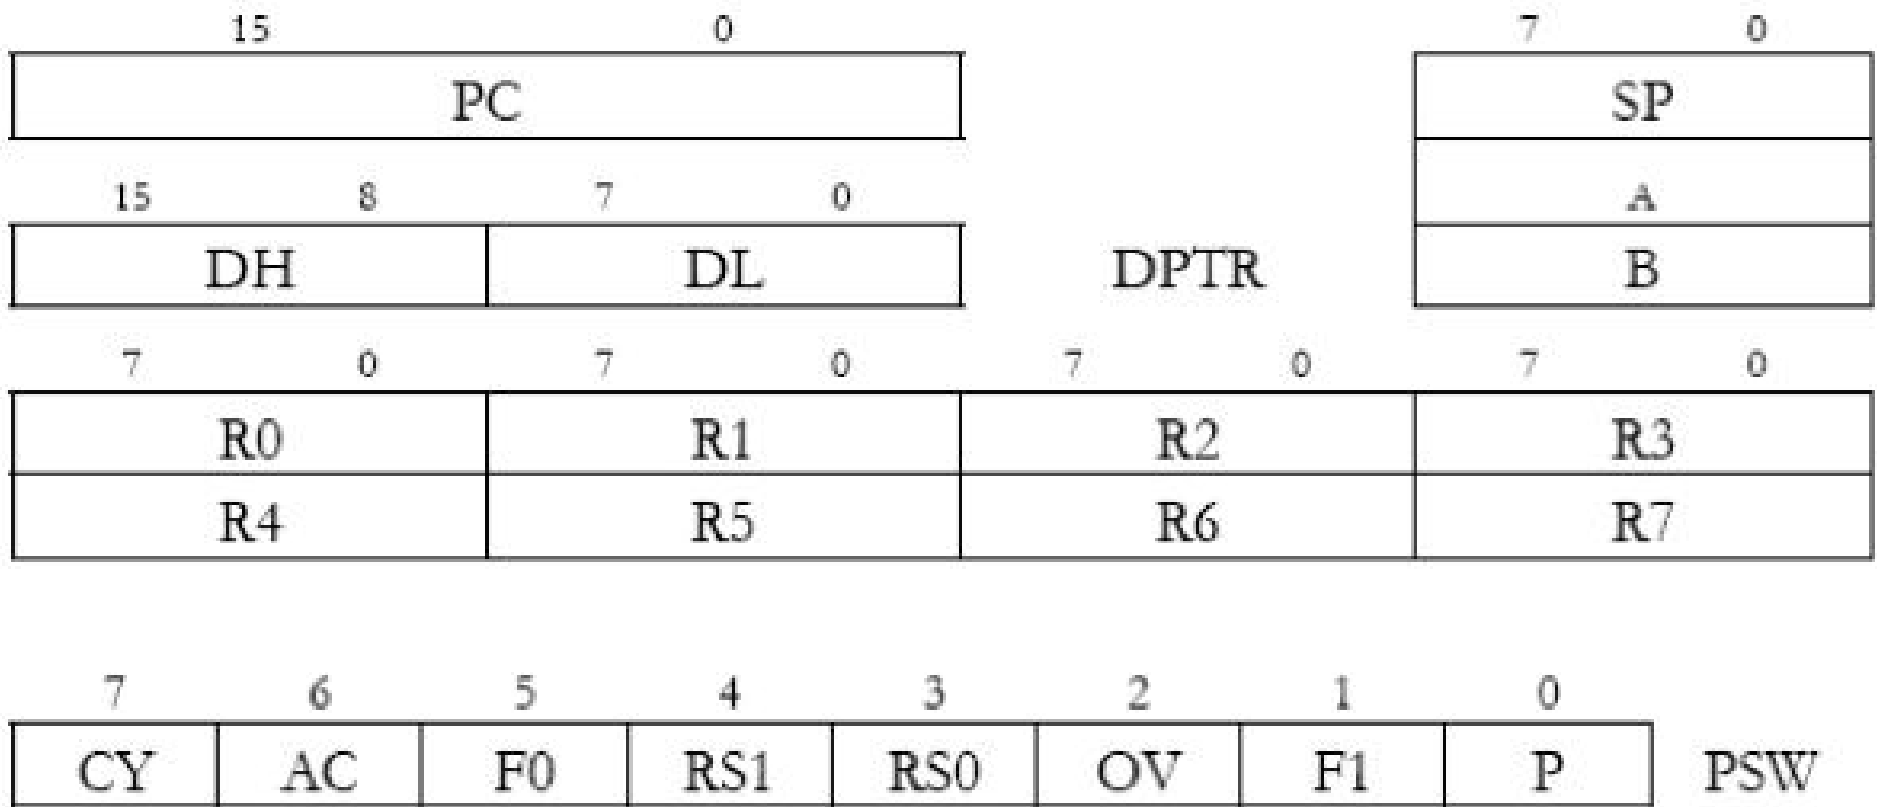 15 0 7 0
PC SP
15 8 7 0 A
DH DL DPTR B
7 0 7 0 7 0 7 0
R0 R1 R2 R3
R4 R5 R6 R7
7 6 5 4 3 2 1 0
CY AC F0 RS1 RS0 OV F1 P PSW